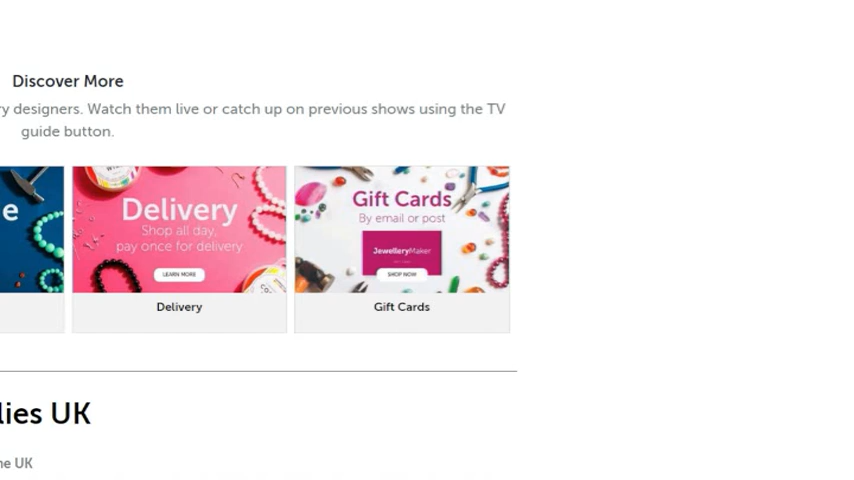 Discover More
designers. Watch them live or catch up on previous shows using the TV
guide button.
e
Delivery
Shop all day,
pay once for delivery
LEARN MORE
Gift Cards
By email or post
JewelleryMaker
SHOP NOW
Delivery
Gift Cards
lies UK
UK